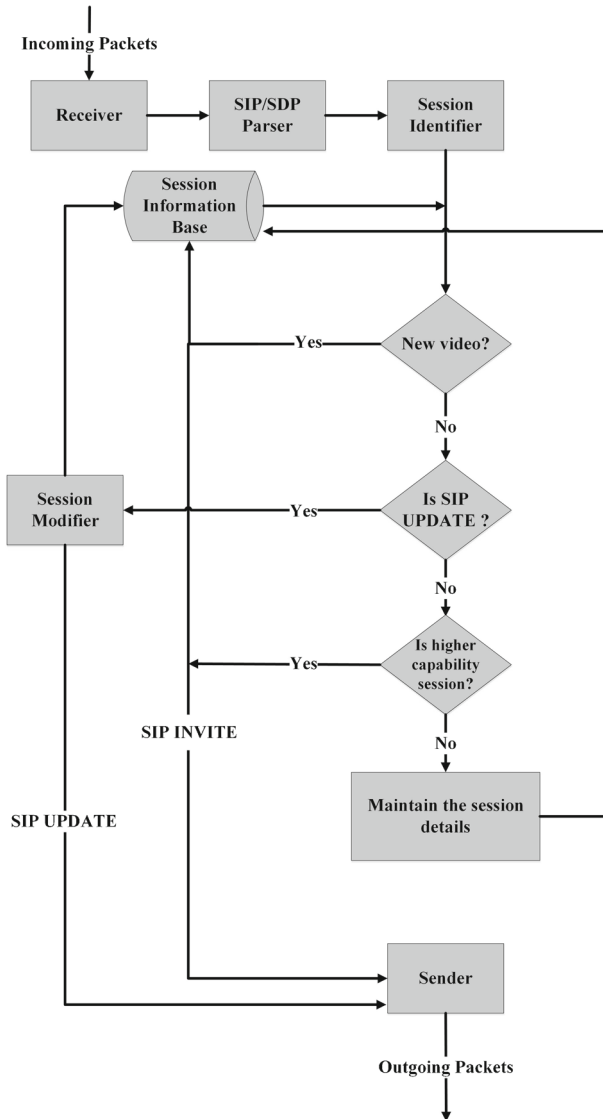 Incoming Packets
Receiver
SIP/SDP
Parser
Session
Identifier
Session
Information
Base
Yes
New video?
No
Session
Modifier
Yes
Is SIP
UPDATE ?
No
Yes
Is higher
capability
session?
SIP INVITE
No
SIP UPDATE
Maintain the session
details
Sender
Outgoing Packets